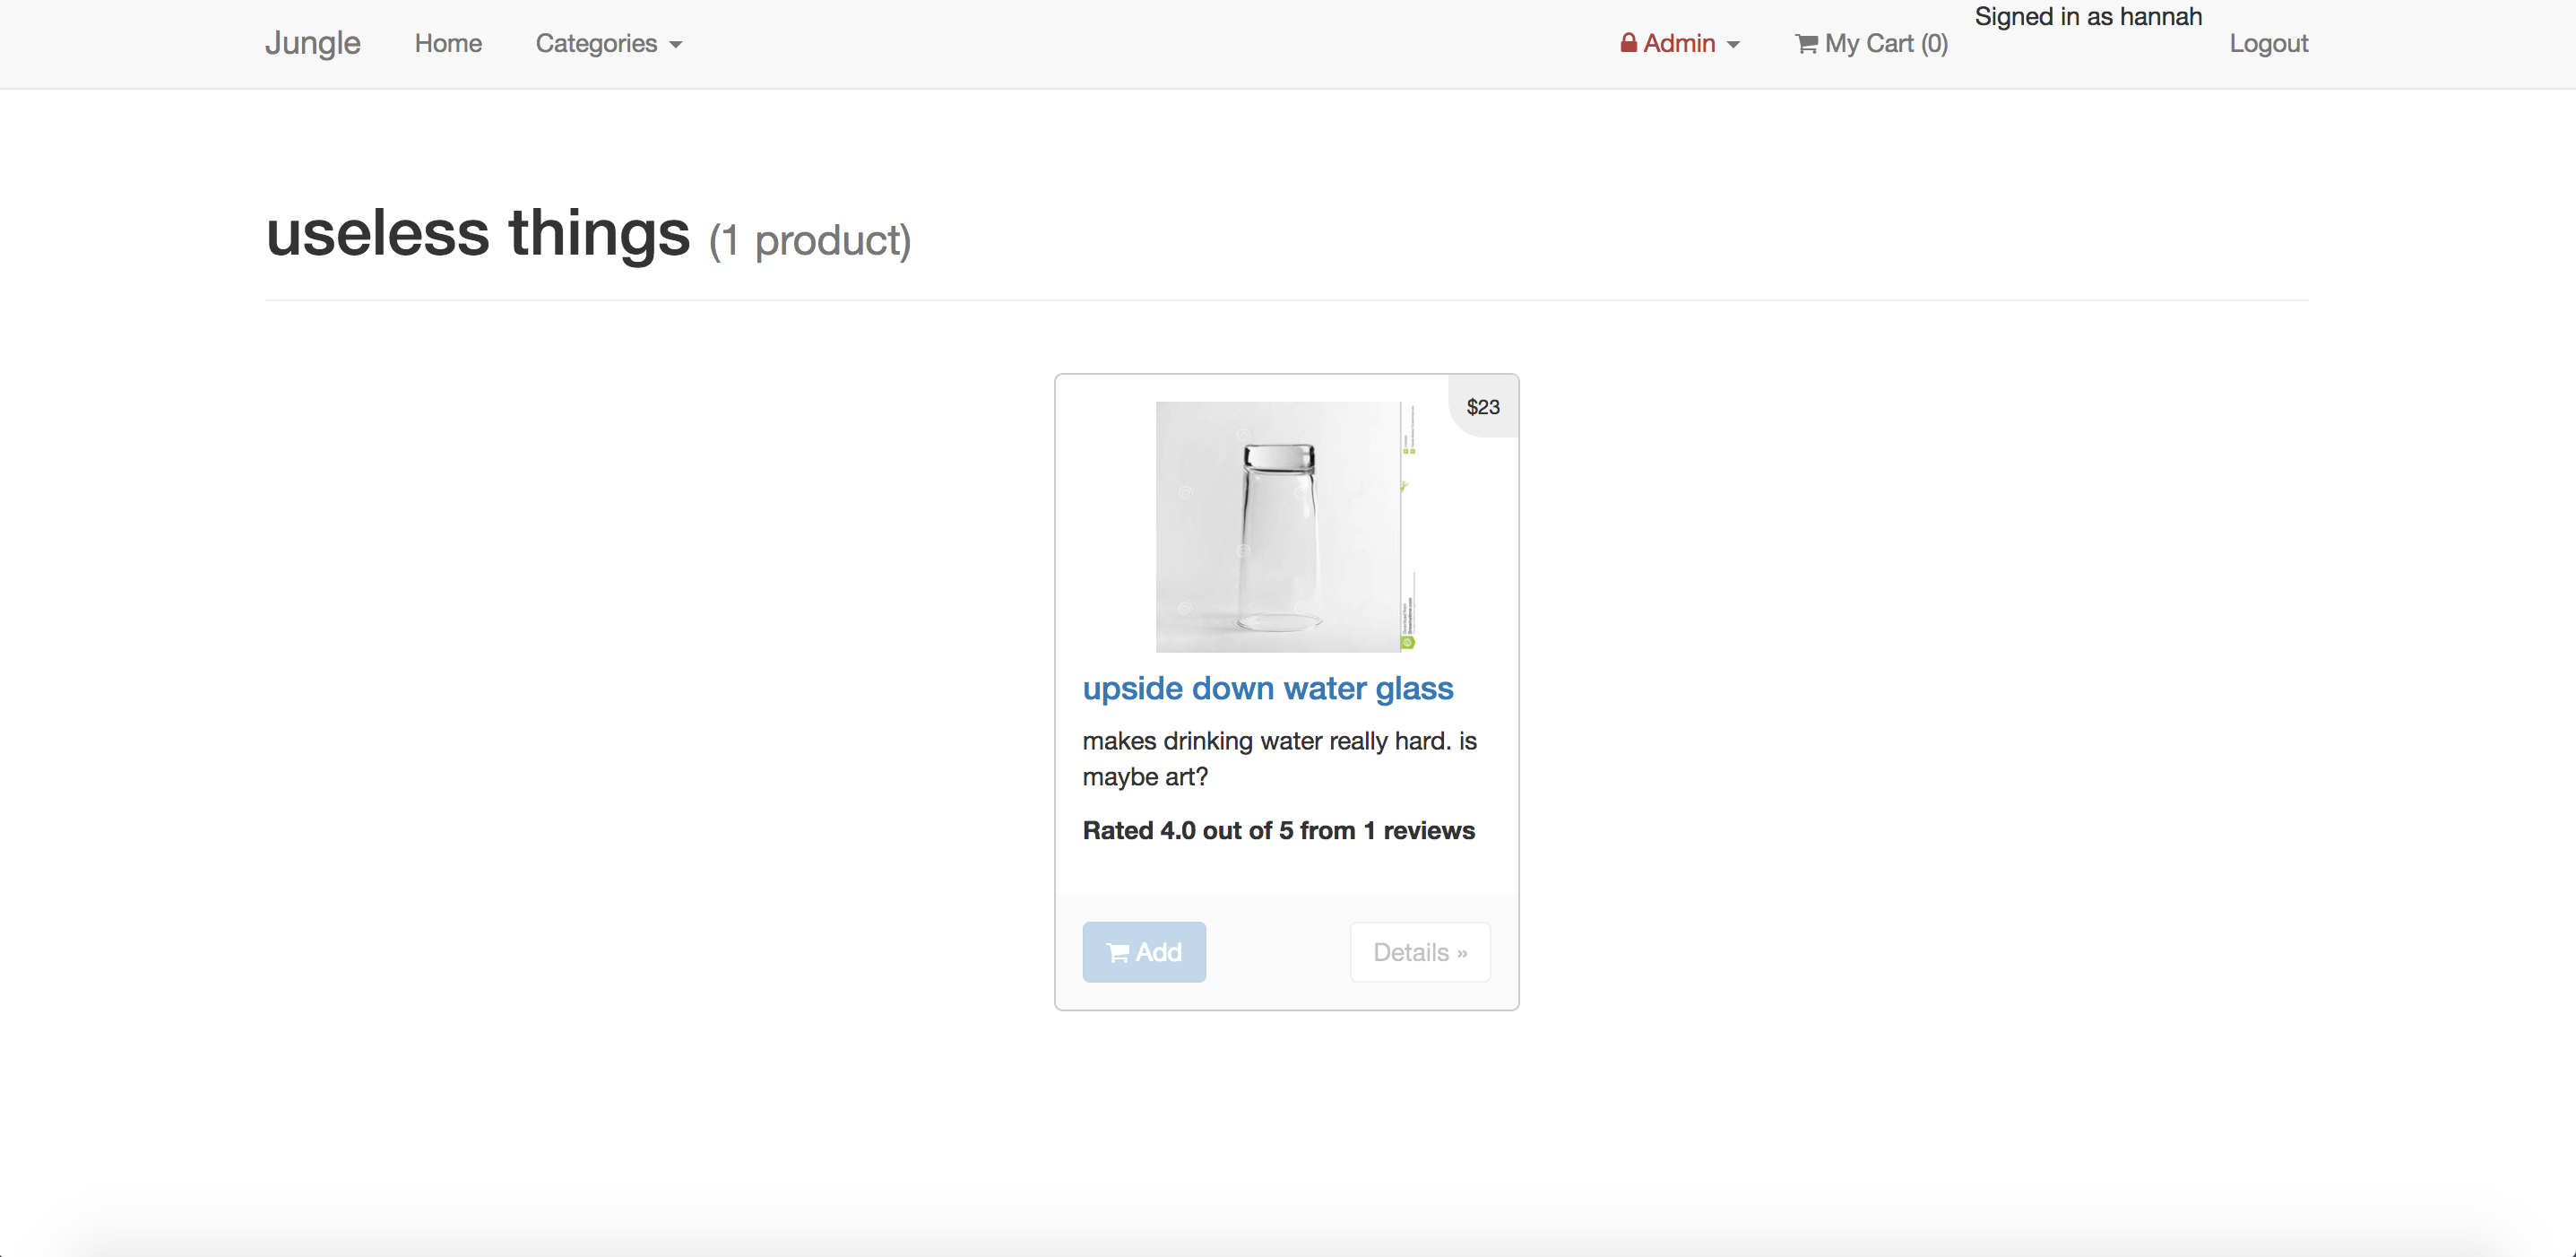 Jungle Home Categories Admin My Cart (0) Signed in as hannah Logout
useless things (1 product)
$23
upside down water glass
makes drinking water really hard. is
maybe art?
Rated 4.0 out of 5 from 1 reviews
Add Details »